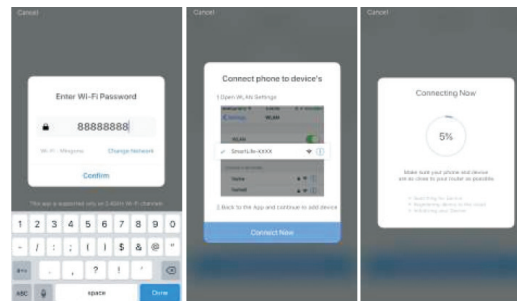 Cancel
Enter Wi-Fi Password
88888888
Change Network
Confirm
This app is supported only on 2.4GHz Wi-Fi channels
1 2 3 4 5 6 7 8 9 0
- / : ; ( ) $ & @ "
#+= . , ? ! '
ABC space Done
Cancel
Connect phone to device's
1.Open WLAN Settings
WLAN
WLAN
SmartLife-XXXX
2.Back to the App and continue to add device
Connect Now
Cancel
Connecting Now
5%
Make sure your phone and device
are as close to your router as possible